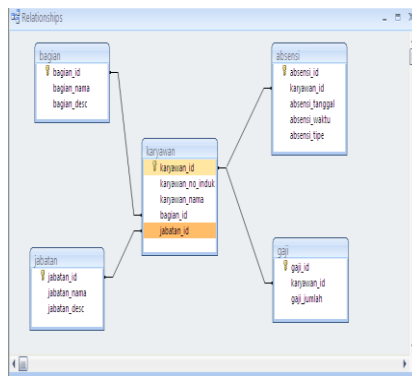 Relationships
bagian
bagian_id
bagian_nama
bagian_desc
absensi
absensi_id
karyawan_id
absensi_tanggal
absensi_waktu
absensi_tipe
karyawan
karyawan_id
karyawan_no_induk
karyawan_nama
bagian_id
jabatan_id
jabatan
jabatan_id
jabatan_nama
jabatan_desc
gaji
gaji_id
karyawan_id
gaji_jumlah